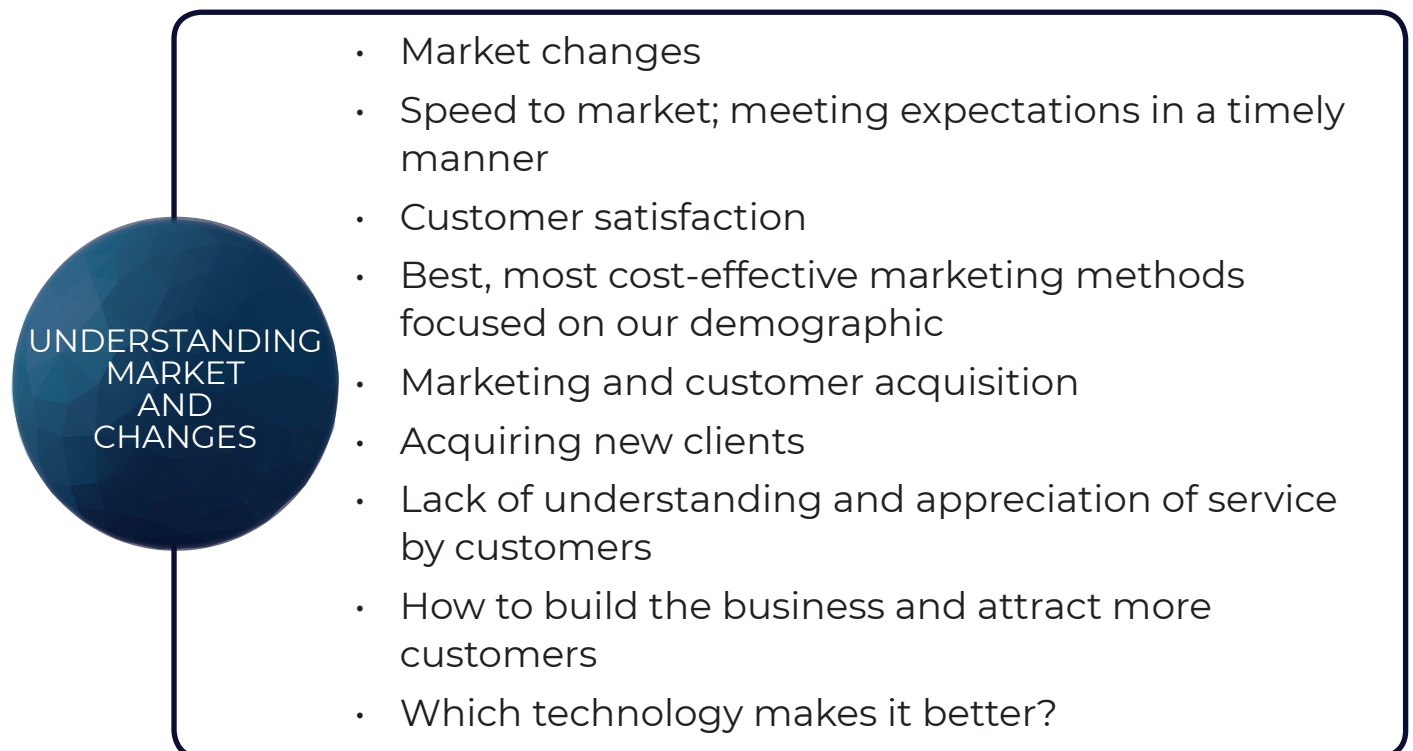 UNDERSTANDING
MARKET
AND
CHANGES
• Market changes
• Speed to market; meeting expectations in a timely
manner
• Customer satisfaction
• Best, most cost-effective marketing methods
focused on our demographic
• Marketing and customer acquisition
• Acquiring new clients
• Lack of understanding and appreciation of service
by customers
• How to build the business and attract more
customers
• Which technology makes it better?